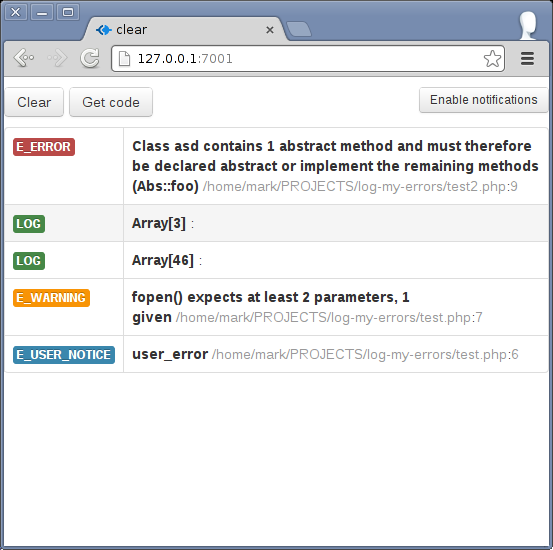 clear
127.0.0.1:7001
Clear Get code Enable notifications
E_ERROR Class asd contains 1 abstract method and must therefore
be declared abstract or implement the remaining methods
(Abs::foo) /home/mark/PROJECTS/log-my-errors/test2.php:9
LOG Array[3] :
LOG Array[46] :
E_WARNING fopen() expects at least 2 parameters, 1
given /home/mark/PROJECTS/log-my-errors/test.php:7
E_USER_NOTICE user_error /home/mark/PROJECTS/log-my-errors/test.php:6